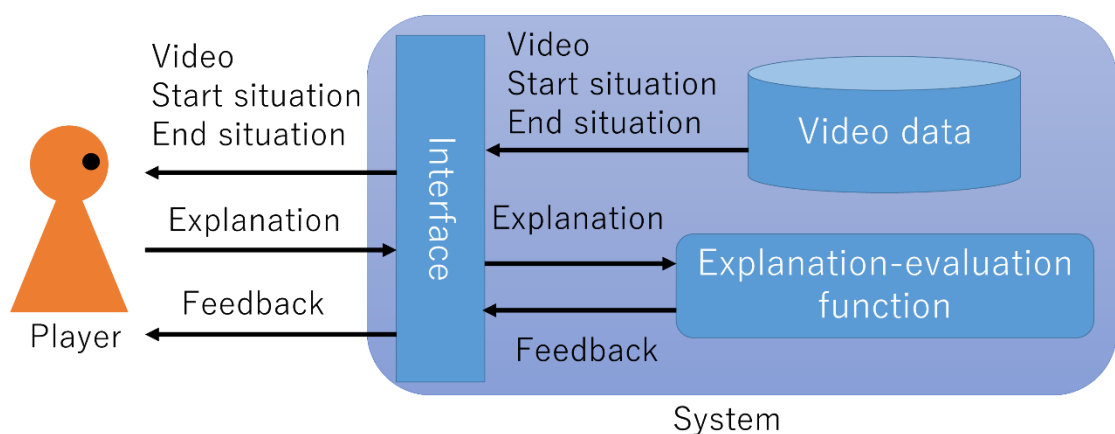 Video
Start situation
End situation
Explanation
Feedback
Player
Interface
Video
Start situation
End situation
Video data
Explanation
Explanation-evaluation
function
Feedback
System